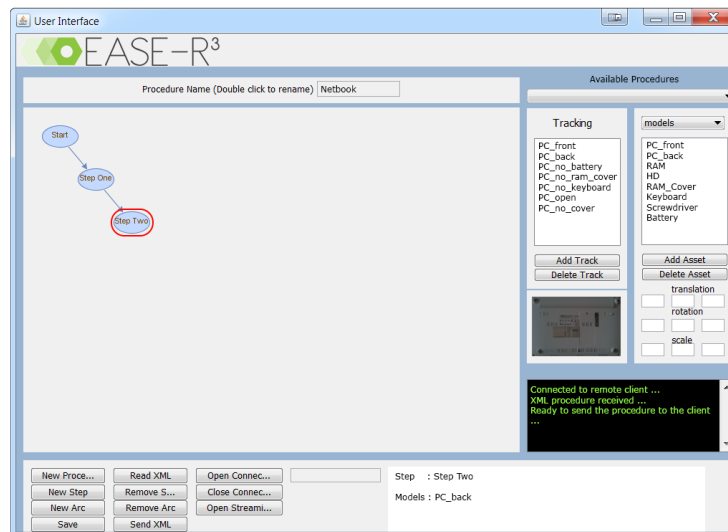 User Interface
EASE-R³
Procedure Name (Double click to rename) Netbook
Available Procedures
Start
Step One
Step Two
Tracking
PC_front
PC_back
PC_no_battery
PC_no_ram_cover
PC_no_keyboard
PC_open
PC_no_cover
Add Track
Delete Track
models
PC_front
PC_back
RAM
HD
RAM_Cover
Keyboard
Screwdriver
Battery
Add Asset
Delete Asset
translation
rotation
scale
Connected to remote client ...
XML procedure received ...
Ready to send the procedure to the client
...
New Proce... Read XML Open Connec...
New Step Remove S... Close Connec...
New Arc Remove Arc Open Streami...
Save Send XML
Step : Step Two
Models : PC_back